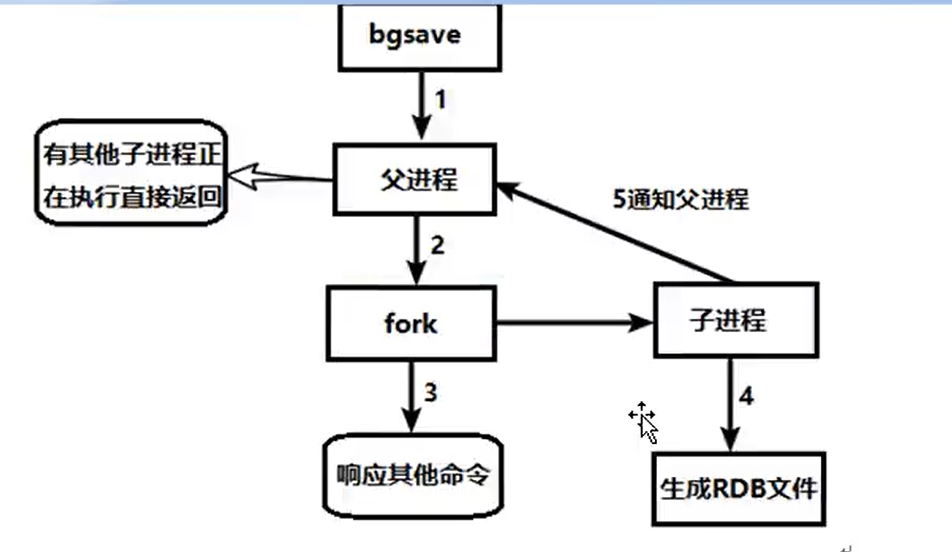 bgsave
1
有其他子进程正
在执行直接返回
父进程
5通知父进程
2
fork
子进程
3
4
响应其他命令
生成RDB文件